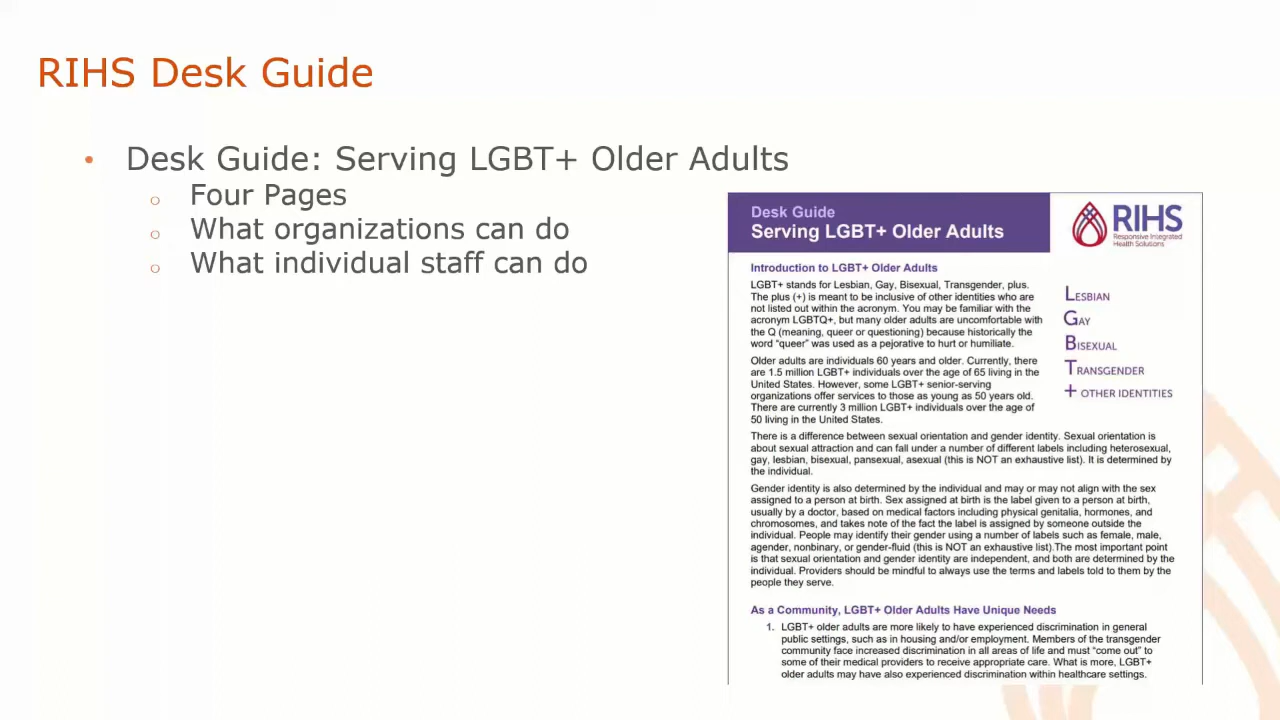 RIHS Desk Guide
• Desk Guide: Serving LGBT+ Older Adults
o Four Pages
o What organizations can do
o What individual staff can do
Desk Guide
Serving LGBT+ Older Adults
RIHS
Responsive Integrated
Health Solutions
Introduction to LGBT+ Older Adults
LGBT+ stands for Lesbian, Gay, Bisexual, Transgender, plus.
The plus (+) is meant to be inclusive of other identities who are
not listed out within the acronym. You may be familiar with the
acronym LGBTQ+, but many older adults are uncomfortable with
the Q (meaning, queer or questioning) because historically the
word “queer” was used as a pejorative to hurt or humiliate.
Older adults are individuals 60 years and older. Currently, there
are 1.5 million LGBT+ individuals over the age of 65 living in the
United States. However, some LGBT+ senior-serving
organizations offer services to those as young as 50 years old.
There are currently 3 million LGBT+ individuals over the age of
50 living in the United States.
LESBIAN
GAY
BISEXUAL
TRANSGENDER
+ OTHER IDENTITIES
There is a difference between sexual orientation and gender identity. Sexual orientation is
about sexual attraction and can fall under a number of different labels including heterosexual,
gay, lesbian, bisexual, pansexual, asexual (this is NOT an exhaustive list). It is determined by
the individual.
Gender identity is also determined by the individual and may or may not align with the sex
assigned to a person at birth. Sex assigned at birth is the label given to a person at birth,
usually by a doctor, based on medical factors including physical genitalia, hormones, and
chromosomes, and takes note of the fact the label is assigned by someone outside the
individual. People may identify their gender using a number of labels such as female, male,
agender, nonbinary, or gender-fluid (this is NOT an exhaustive list).The most important point
is that sexual orientation and gender identity are independent, and both are determined by the
individual. Providers should be mindful to always use the terms and labels told to them by the
people they serve.
As a Community, LGBT+ Older Adults Have Unique Needs
1. LGBT+ older adults are more likely to have experienced discrimination in general
public settings, such as in housing and/or employment. Members of the transgender
community face increased discrimination in all areas of life and must “come out” to
some of their medical providers to receive appropriate care. What is more, LGBT+
older adults may have also experienced discrimination within healthcare settings.